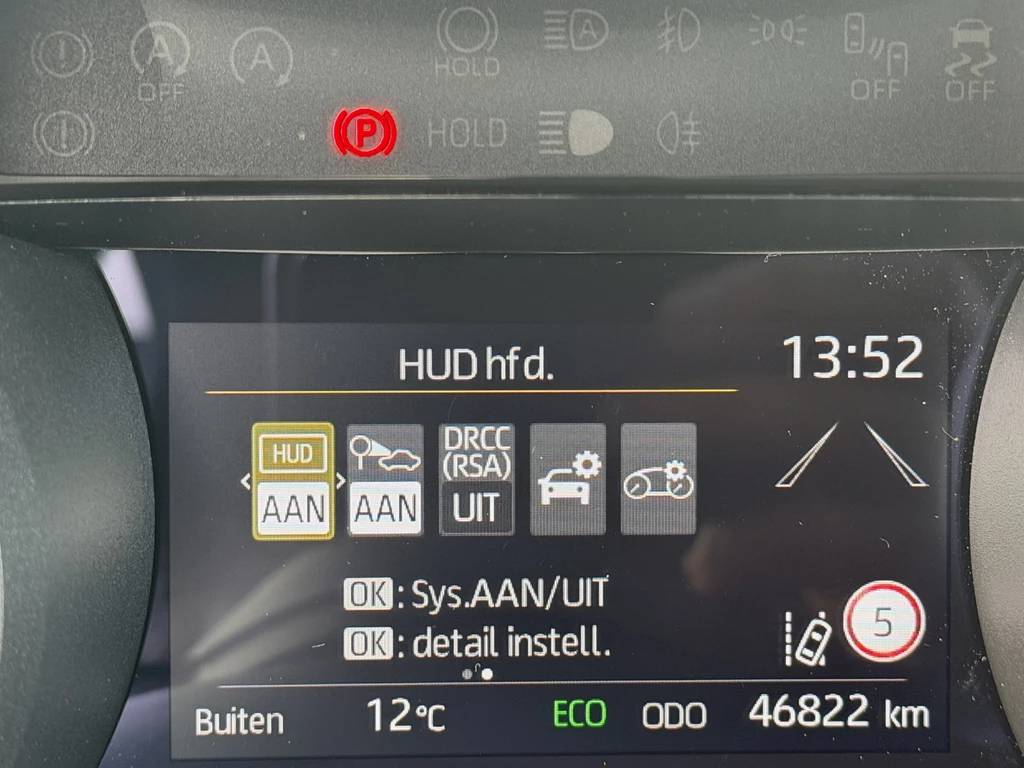 A A HOLD A
OFF OFF OFF
P HOLD
HUD hfd. 13:52
HUD
AAN
AAN
DRCC
(RSA)
UIT
OK : Sys.AAN/UIT
OK : detail instell.
5
Buiten 12°C ECO ODO 46822 km